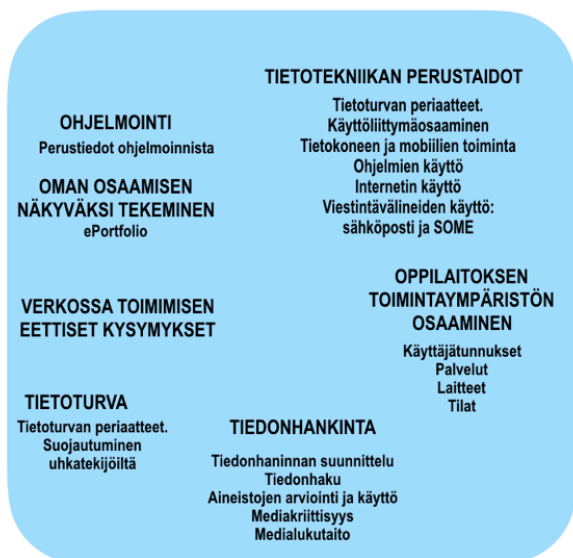 TIETOTEKNIIKAN PERUSTAIDOT
Tietoturvan periaatteet.
Käyttöliittymäosaaminen
Tietokoneen ja mobiilien toiminta
Ohjelmien käyttö
Internetin käyttö
Viestintävälineiden käyttö:
sähköposti ja SOME
OHJELMOINTI
Perustiedot ohjelmoinnista
OMAN OSAAMISEN
NÄKYVÄKSI TEKEMINEN
ePortfolio
OPPILAITOKSEN
TOIMINTAYMPÄRISTÖN
OSAAMINEN
Käyttäjätunnukset
Palvelut
Laitteet
Tilat
VERKOSSA TOIMIMISEN
EETTISET KYSYMYKSET
TIETOTURVA
Tietoturvan periaatteet.
Suojautuminen
uhkatekijöiltä
TIEDONHANKINTA
Tiedonhaninnan suunnittelu
Tiedonhaku
Aineistojen arviointi ja käyttö
Mediakriittisyys
Medialukutaito